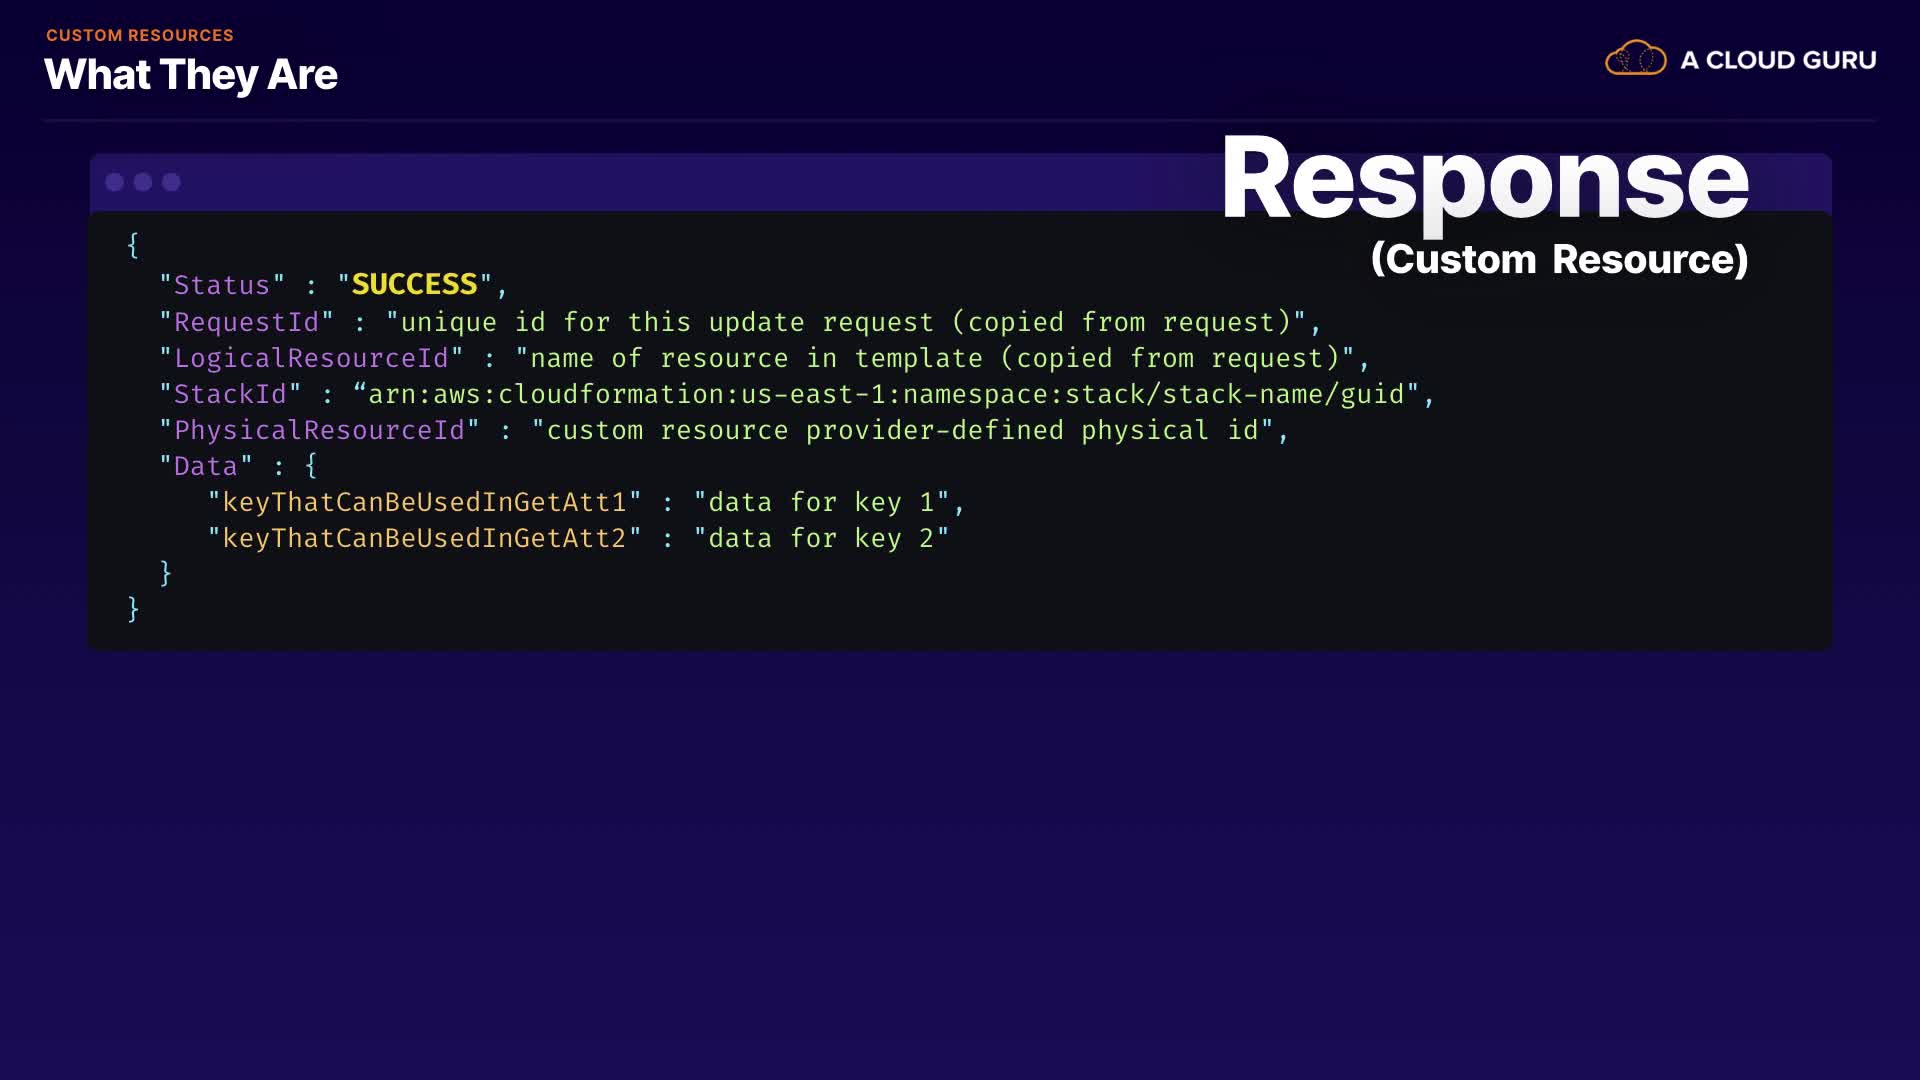 CUSTOM RESOURCES
What They Are
A CLOUD GURU
Response
(Custom Resource)
{
"Status" : "SUCCESS",
"RequestId" : "unique id for this update request (copied from request)",
"LogicalResourceId" : "name of resource in template (copied from request)",
"StackId" : “arn:aws:cloudformation:us-east-1:namespace:stack/stack-name/guid",
"PhysicalResourceId" : "custom resource provider-defined physical id",
"Data" : {
"keyThatCanBeUsedInGetAtt1" : "data for key 1",
"keyThatCanBeUsedInGetAtt2" : "data for key 2"
}
}